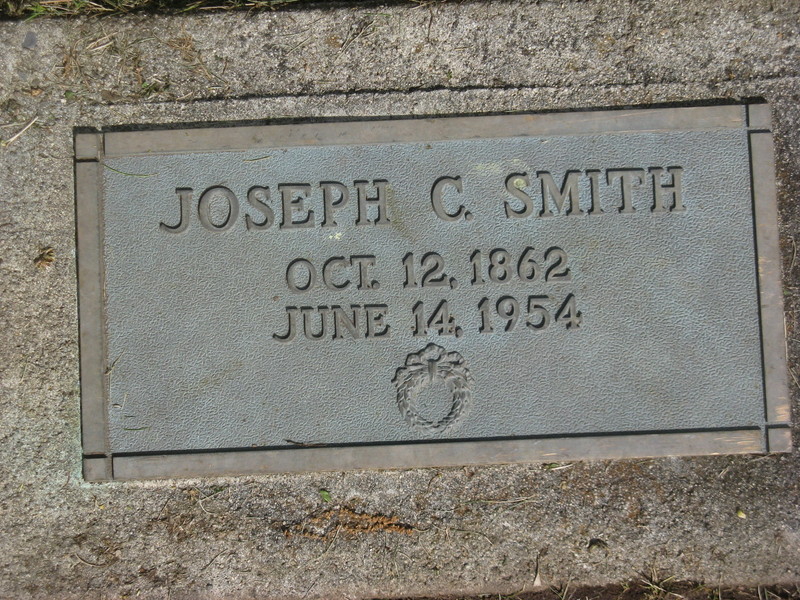 JOSEPH C. SMITH
OCT. 12, 1862
JUNE 14, 1954